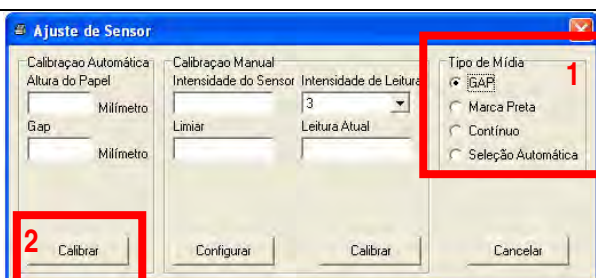 Ajuste de Sensor
Calibraçao Automática
Altura do Papel
Milímetro
Gap
Milímetro
2
Calibrar
Calibraçao Manual
Intensidade do Sensor Intensidade de Leitura
3
Limiar Leitura Atual
Configurar Calibrar
Tipo de Mídia
1
GAP
Marca Preta
Contínuo
Seleção Automática
Cancelar